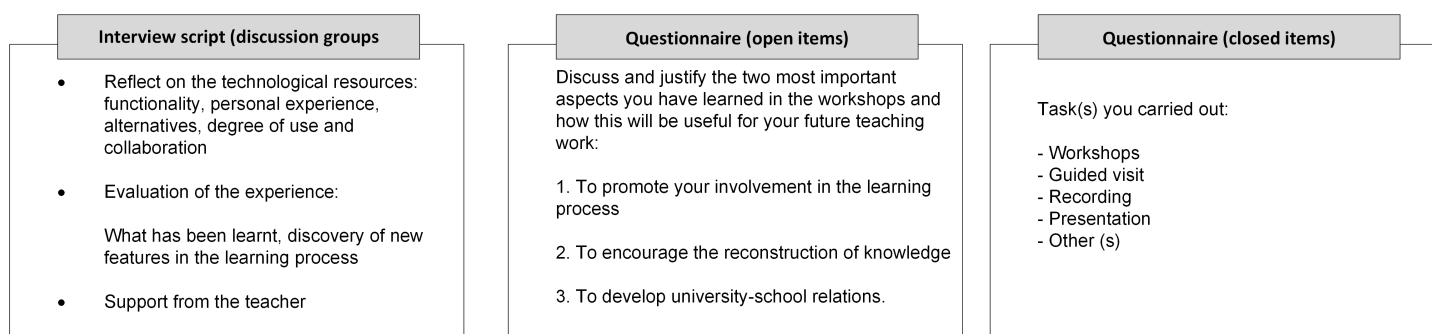 Interview script (discussion groups
• Reflect on the technological resources:
functionality, personal experience,
alternatives, degree of use and
collaboration
• Evaluation of the experience:
What has been learnt, discovery of new
features in the learning process
• Support from the teacher
Questionnaire (open items)
Discuss and justify the two most important
aspects you have learned in the workshops and
how this will be useful for your future teaching
work:
1. To promote your involvement in the learning
process
2. To encourage the reconstruction of knowledge
3. To develop university-school relations.
Questionnaire (closed items)
Task(s) you carried out:
- Workshops
- Guided visit
- Recording
- Presentation
- Other (s)